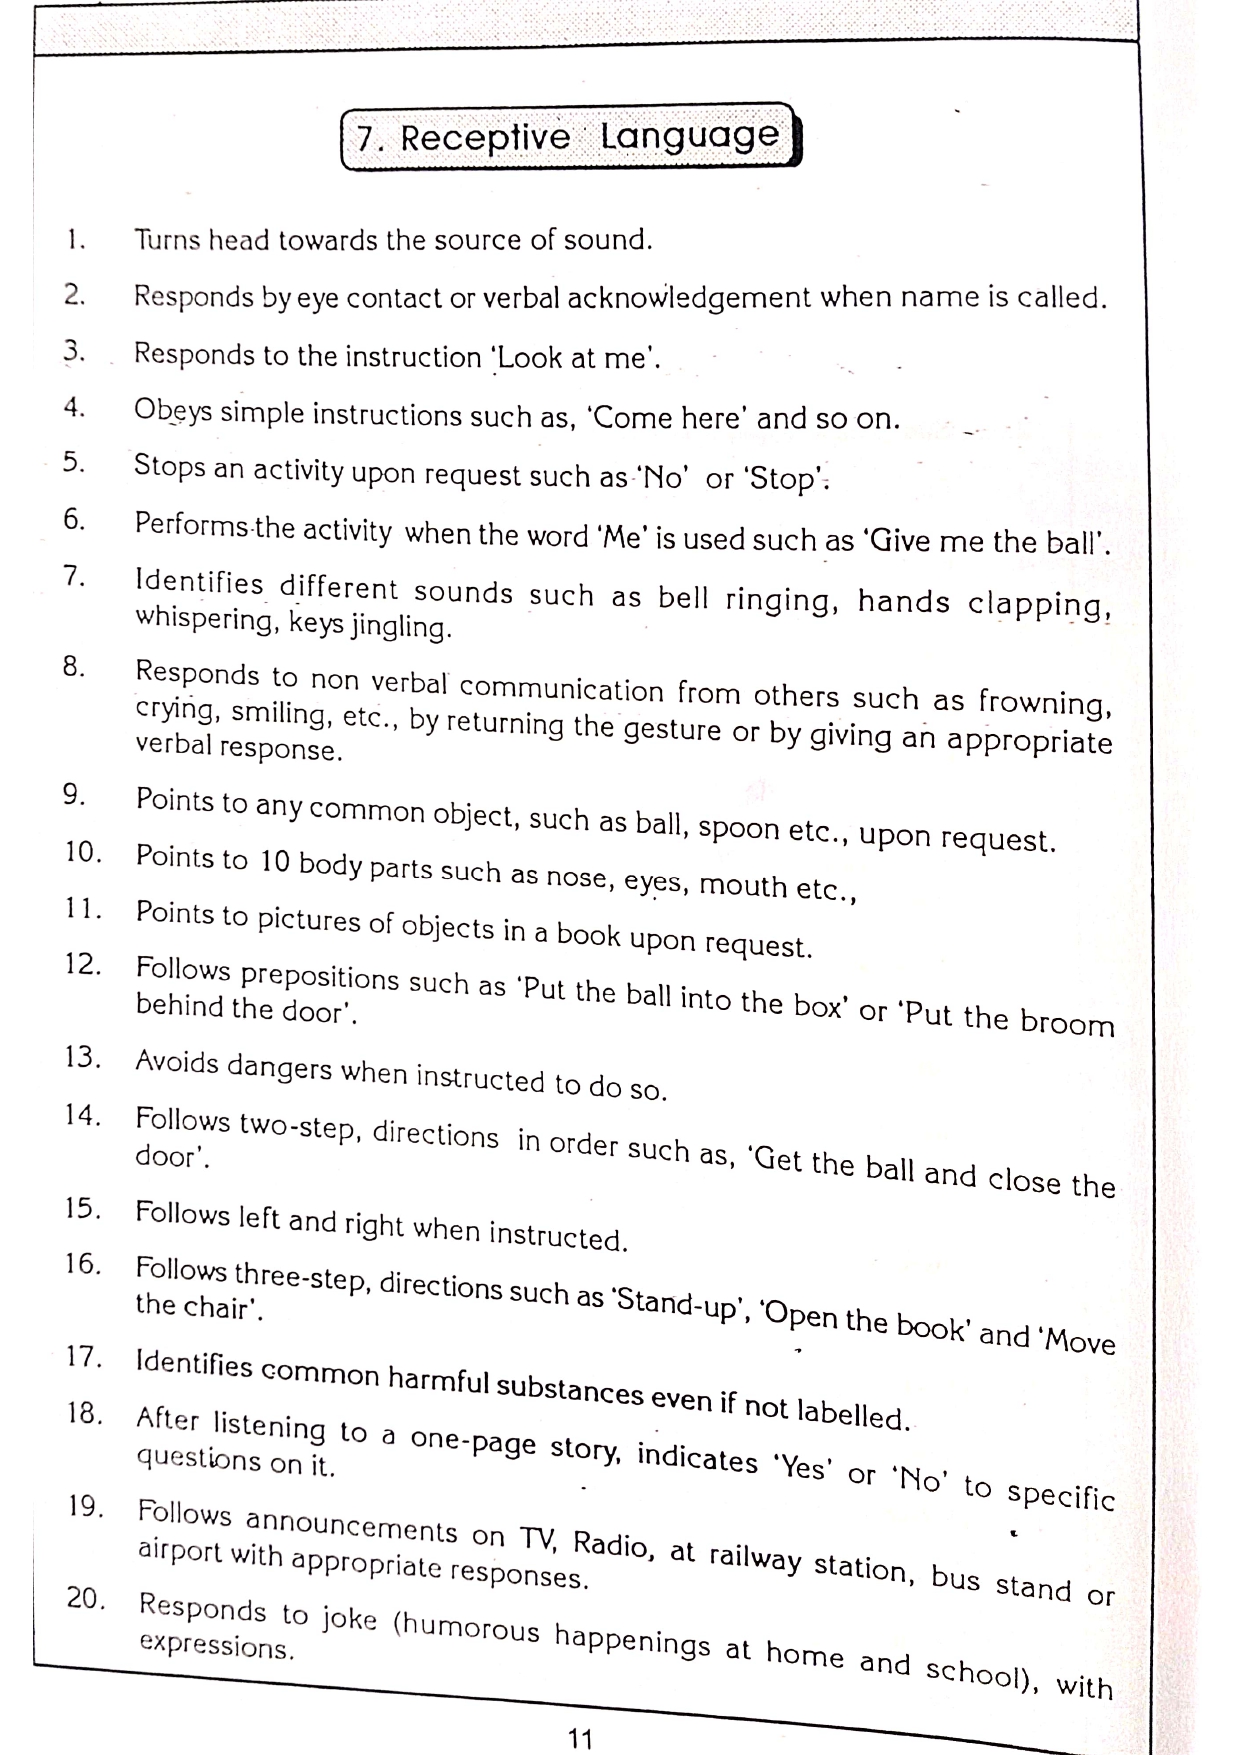 7. Receptive Language
1. Turns head towards the source of sound.
2. Responds by eye contact or verbal acknowledgement when name is called.
3. Responds to the instruction 'Look at me'.
4. Obeys simple instructions such as, 'Come here' and so on.
5. Stops an activity upon request such as 'No' or 'Stop'.
6. Performs the activity when the word 'Me' is used such as 'Give me the ball'.
7. Identifies different sounds such as bell ringing, hands clapping,
whispering, keys jingling.
8. Responds to non verbal communication from others such as frowning,
crying, smiling, etc., by returning the gesture or by giving an appropriate
verbal response.
9. Points to any common object, such as ball, spoon etc., upon request.
10. Points to 10 body parts such as nose, eyes, mouth etc.,
11. Points to pictures of objects in a book upon request.
12. Follows prepositions such as 'Put the ball into the box' or 'Put the broom
behind the door'.
13. Avoids dangers when instructed to do so.
14. Follows two-step, directions in order such as, 'Get the ball and close the
door'.
15. Follows left and right when instructed.
16. Follows three-step, directions such as 'Stand-up', 'Open the book' and 'Move
the chair'.
17. Identifies common harmful substances even if not labelled.
18. After listening to a one-page story, indicates 'Yes' or 'No' to specific
questions on it.
19. Follows announcements on TV, Radio, at railway station, bus stand or
airport with appropriate responses.
20. Responds to joke (humorous happenings at home and school), with
expressions.
11